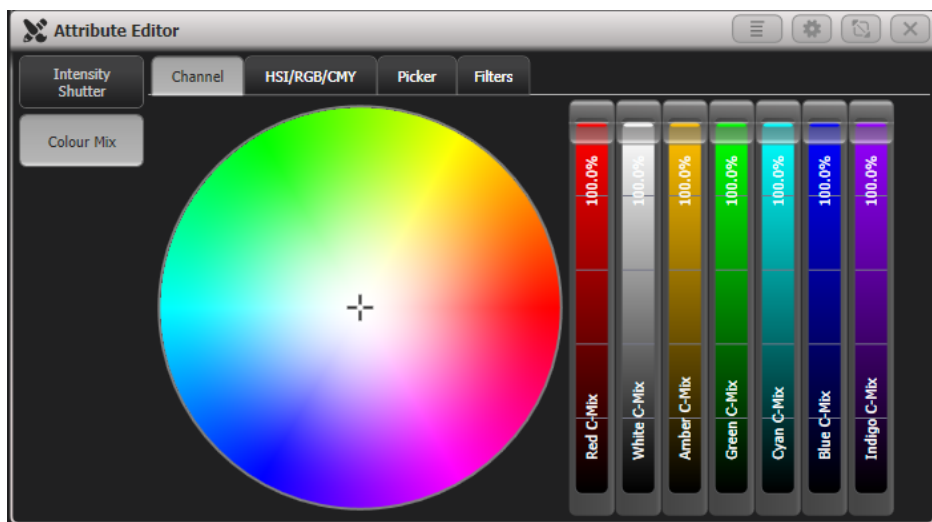 Attribute Editor
Intensity
Shutter
Channel
HSI/RGB/CMY
Picker
Filters
Colour Mix
100.0%
100.0%
100.0%
100.0%
100.0%
100.0%
100.0%
Red C-Mix
White C-Mix
Amber C-Mix
Green C-Mix
Cyan C-Mix
Blue C-Mix
Indigo C-Mix